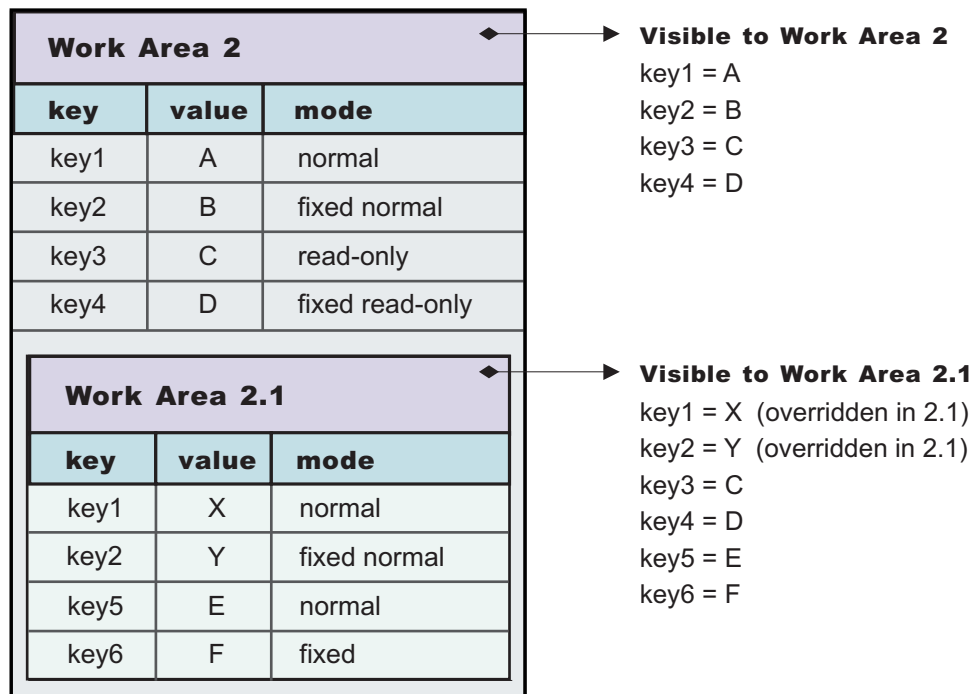 Work Area 2
key value mode
key1 A normal
key2 B fixed normal
key3 C read-only
key4 D fixed read-only
Work Area 2.1
key value mode
key1 X normal
key2 Y fixed normal
key5 E normal
key6 F fixed
Visible to Work Area 2
key1 = A
key2 = B
key3 = C
key4 = D
Visible to Work Area 2.1
key1 = X (overridden in 2.1)
key2 = Y (overridden in 2.1)
key3 = C
key4 = D
key5 = E
key6 = F